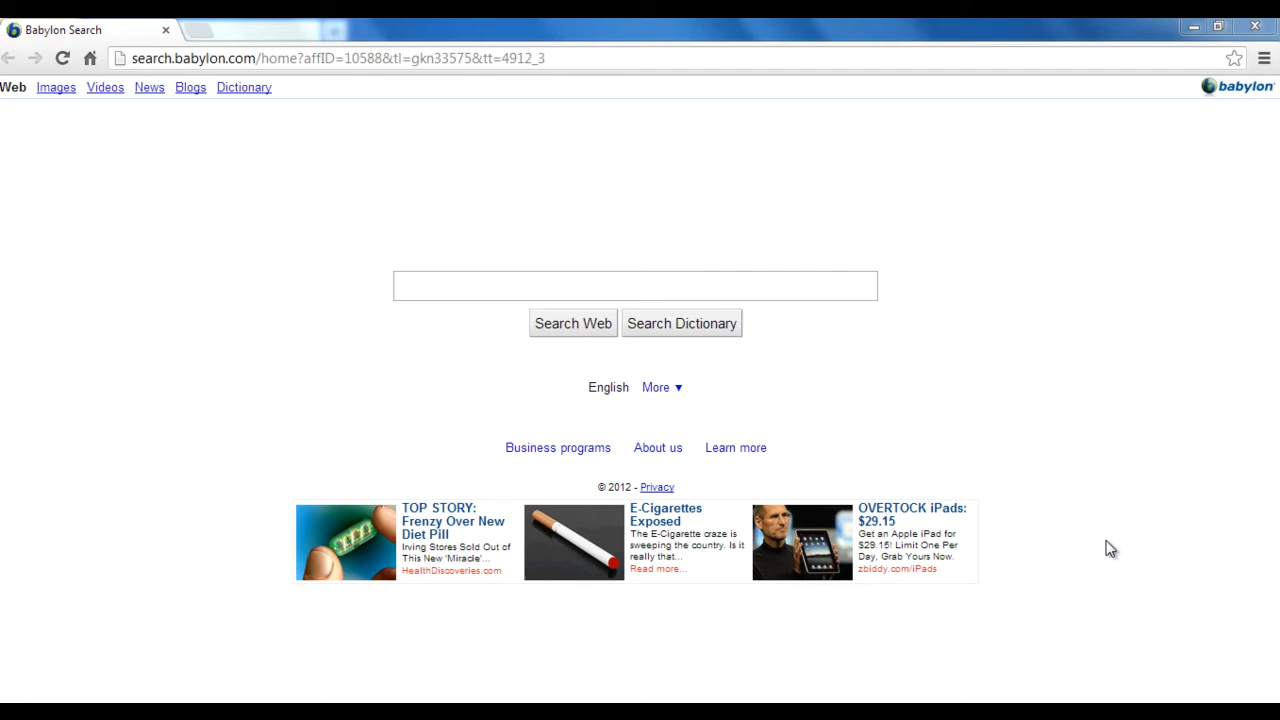 Babylon Search
search.babylon.com/home?affID=10588&tl=gkn33575&tt=4912_3
Web Images Videos News Blogs Dictionary babylon
Search Web Search Dictionary
English More ▼
Business programs About us Learn more
© 2012 - Privacy
TOP STORY:
Frenzy Over New
Diet Pill
Irving Stores Sold Out of
This New 'Miracle'...
HealthDiscoveries.com
E-Cigarettes
Exposed
The E-Cigarette craze is
sweeping the country. Is it
really that...
Read more...
OVERTOCK iPads:
$29.15
Get an Apple iPad for
$29.15! Limit One Per
Day, Grab Yours Now.
zbiddy.com/iPads